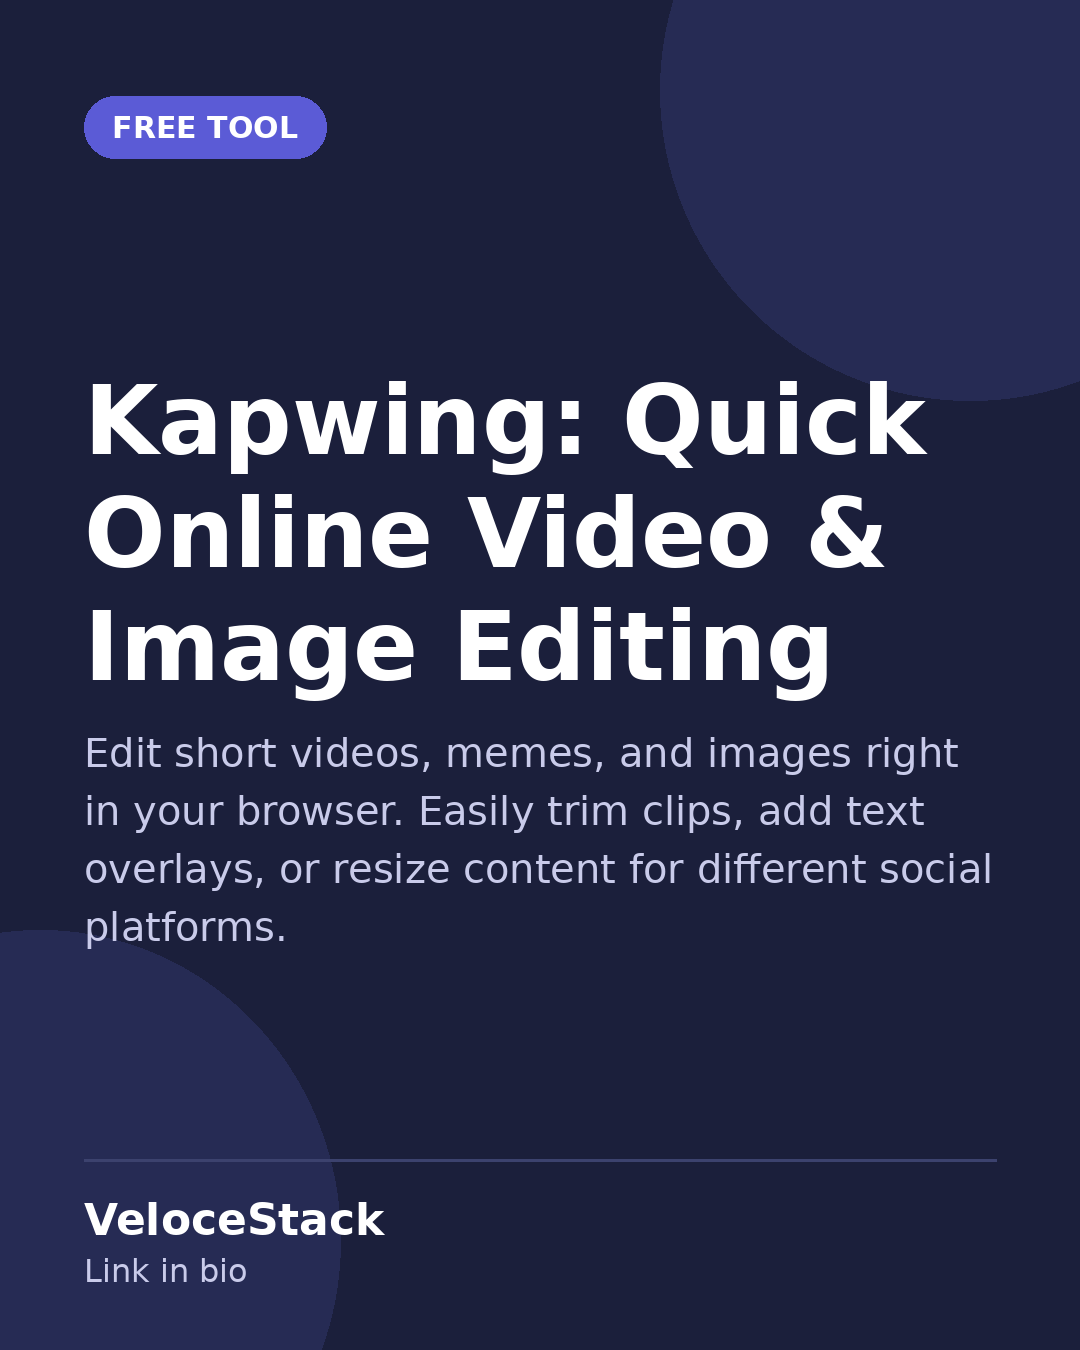 FREE TOOL
Kapwing: Quick
Online Video &
Image Editing
Edit short videos, memes, and images right
in your browser. Easily trim clips, add text
overlays, or resize content for different social
platforms.
VeloceStack
Link in bio